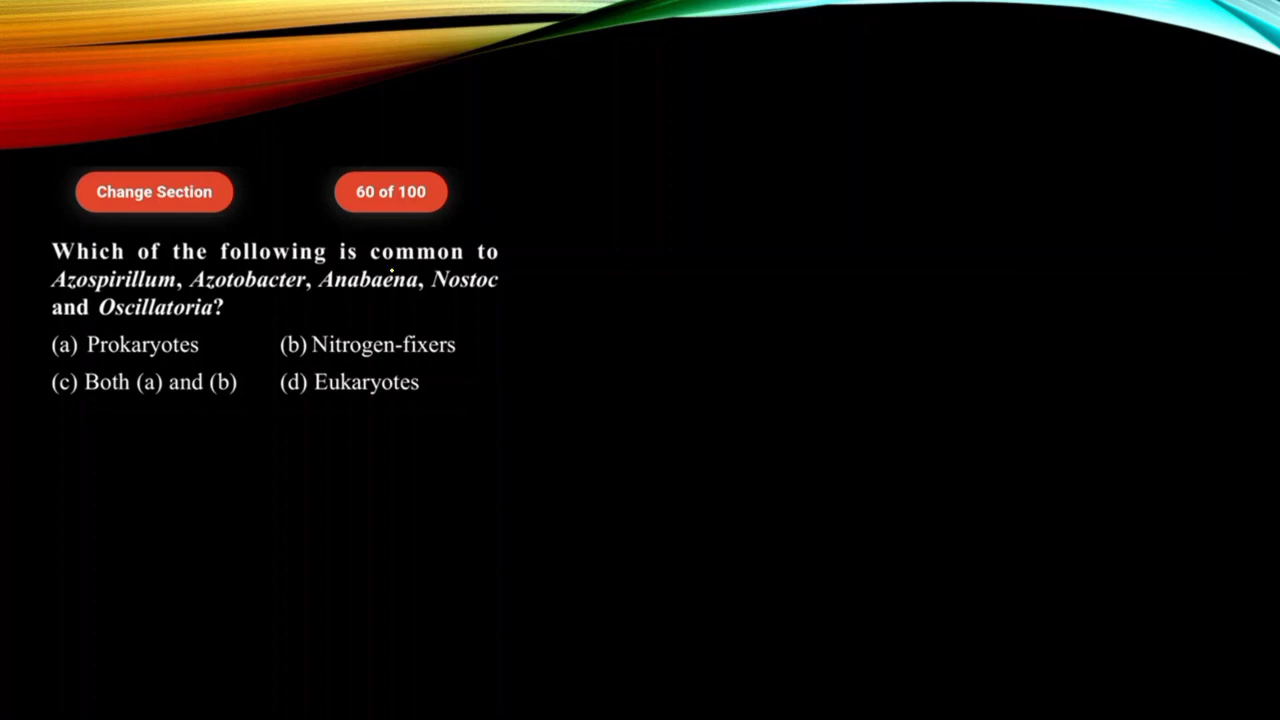 Change Section
60 of 100
Which of the following is common to
Azospirillum, Azotobacter, Anabaena, Nostoc
and Oscillatoria?
(a) Prokaryotes (b) Nitrogen-fixers
(c) Both (a) and (b) (d) Eukaryotes